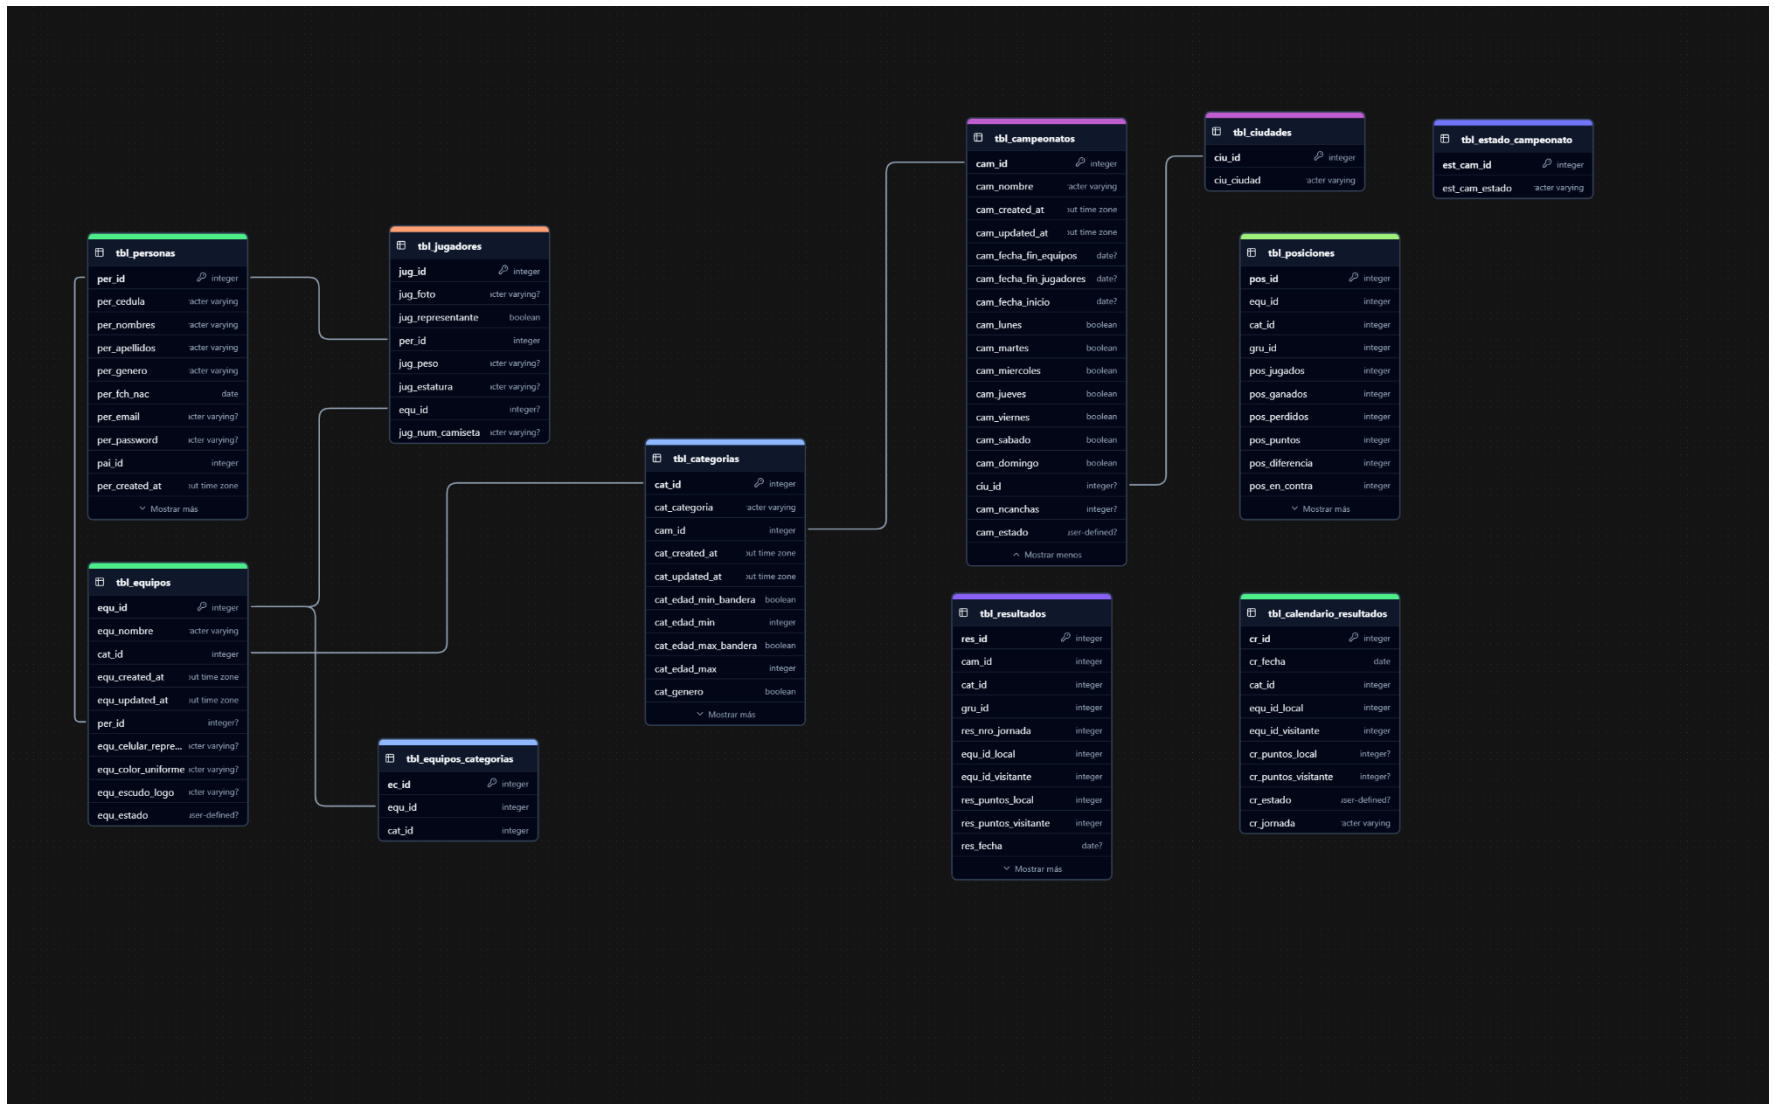 tbl_personas
per_id integer
per_cedula acter varying
per_nombres acter varying
per_apellidos acter varying
per_genero acter varying
per_fch_nac date
per_email acter varying?
per_password acter varying?
pai_id integer
per_created_at out time zone
Mostrar más
tbl_equipos
equ_id integer
equ_nombre acter varying
cat_id integer
equ_created_at out time zone
equ_updated_at out time zone
per_id integer?
equ_celular_repre... acter varying?
equ_color_uniforme acter varying?
equ_escudo_logo acter varying?
equ_estado user-defined?
tbl_jugadores
jug_id integer
jug_foto acter varying?
jug_representante boolean
per_id integer
jug_peso acter varying?
jug_estatura acter varying?
equ_id integer?
jug_num_camiseta acter varying?
tbl_equipos_categorias
ec_id integer
equ_id integer
cat_id integer
tbl_categorias
cat_id integer
cat_categoria acter varying
cam_id integer
cat_created_at out time zone
cat_updated_at out time zone
cat_edad_min_bandera boolean
cat_edad_min integer
cat_edad_max_bandera boolean
cat_edad_max integer
cat_genero boolean
Mostrar más
tbl_campeonatos
cam_id integer
cam_nombre acter varying
cam_created_at out time zone
cam_updated_at out time zone
cam_fecha_fin_equipos date?
cam_fecha_fin_jugadores date?
cam_fecha_inicio date?
cam_lunes boolean
cam_martes boolean
cam_miercoles boolean
cam_jueves boolean
cam_viernes boolean
cam_sabado boolean
cam_domingo boolean
ciu_id integer?
cam_ncanchas integer?
cam_estado user-defined?
Mostrar menos
tbl_resultados
res_id integer
cam_id integer
cat_id integer
gru_id integer
res_nro_jornada integer
equ_id_local integer
equ_id_visitante integer
res_puntos_local integer
res_puntos_visitante integer
res_fecha date?
Mostrar más
tbl_ciudades
ciu_id integer
ciu_ciudad acter varying
tbl_estado_campeonato
est_cam_id integer
est_cam_estado acter varying
tbl_posiciones
pos_id integer
equ_id integer
cat_id integer
gru_id integer
pos_jugados integer
pos_ganados integer
pos_perdidos integer
pos_puntos integer
pos_diferencia integer
pos_en_contra integer
Mostrar más
tbl_calendario_resultados
cr_id integer
cr_fecha date
cat_id integer
equ_id_local integer
equ_id_visitante integer
cr_puntos_local integer?
cr_puntos_visitante integer?
cr_estado user-defined?
cr_jornada acter varying